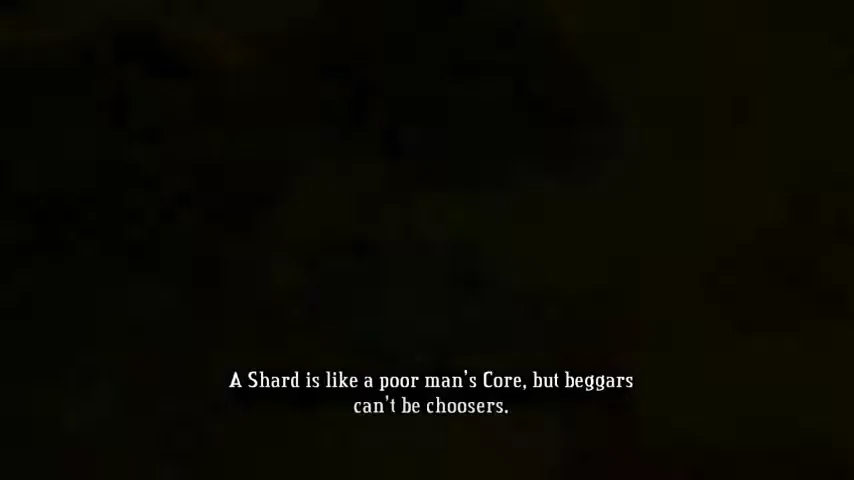 A Shard is like a poor man's Core, but beggars
can't be choosers.